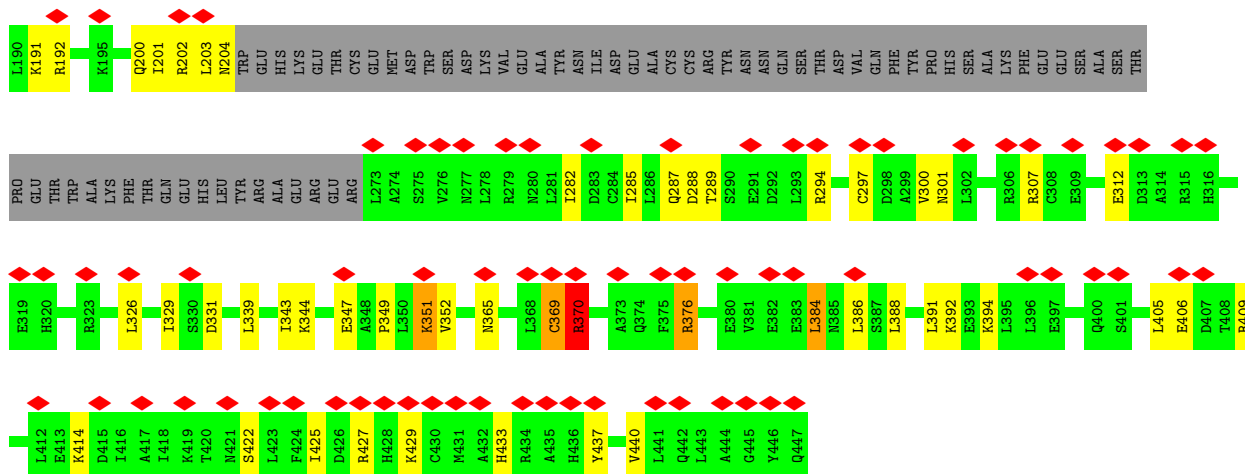 L190 K191 R192 K195 Q200 I201 R202 L203 N204 TRP GLU HIS LYS GLU THR CYS GLU MET ASP TRP SER ASP LYS VAL GLU ALA TYR ASN ILE ASP GLU ALA CYS CYS ARG TYR ASN ASN GLN SER THR ASP VAL GLN PHE TYR PRO HIS SER ALA LYS PHE GLU GLU SER ALA SER THR
PRO GLU THR TRP ALA LYS PHE THR GLN GLU HIS LEU TYR ARG ALA GLU ARG GLU ARG L273 A274 S275 V276 N277 L278 R279 N280 L281 I282 D283 C284 I285 L286 Q287 D288 T289 S290 E291 D292 L293 R294 C297 D298 A299 V300 N301 L302 R306 R307 C308 E309 E312 D313 A314 R315 H316
E319 H320 R323 L326 I329 S330 D331 L339 I343 K344 E347 A348 P349 L350 K351 V352 N365 L368 C369 R370 A373 Q374 F375 R376 E380 V381 E382 E383 L384 N385 L386 S387 L388 L391 K392 E393 K394 L395 L396 E397 Q400 S401 L405 E406 D407 T408 R409
L412 E413 K414 D415 I416 A417 I418 K419 T420 N421 S422 L423 F424 I425 D426 R427 H428 K429 C430 M431 A432 H433 R434 A435 H436 Y437 V440 L441 Q442 L443 A444 G445 Y446 Q447